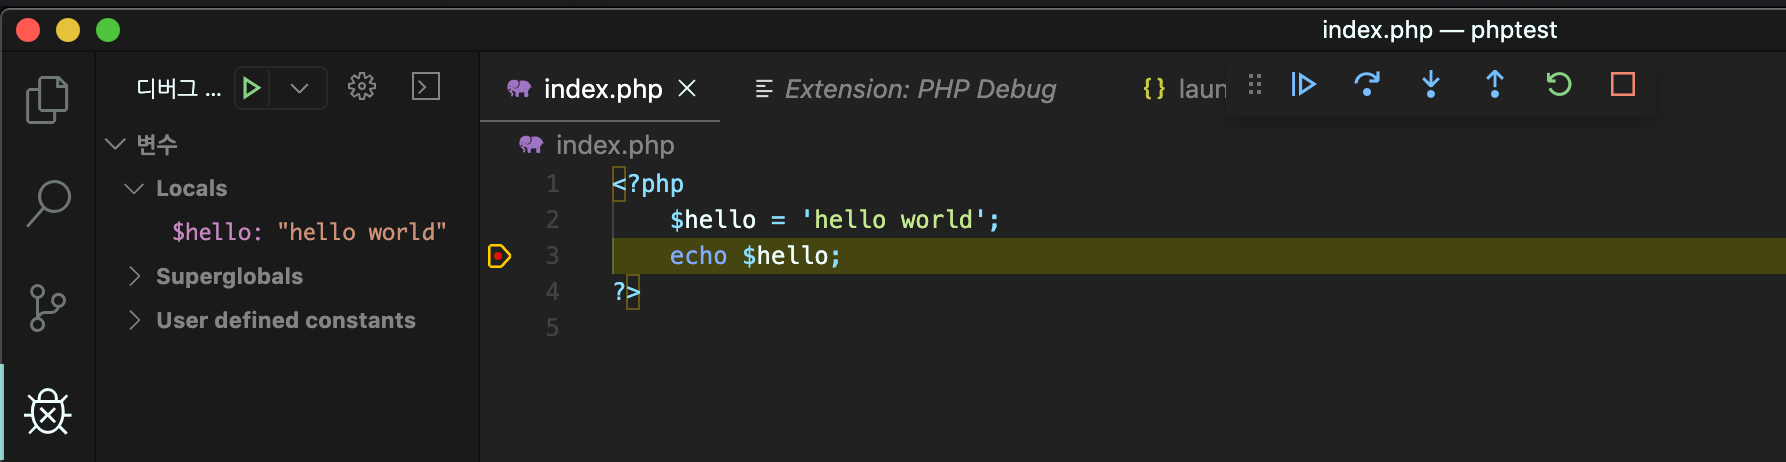 index.php — phptest
디버그 ...
index.php
Extension: PHP Debug
{} laun
변수
Locals
$hello: "hello world"
Superglobals
User defined constants
index.php
1 <?php
2 $hello = 'hello world';
3 echo $hello;
4 ?>
5